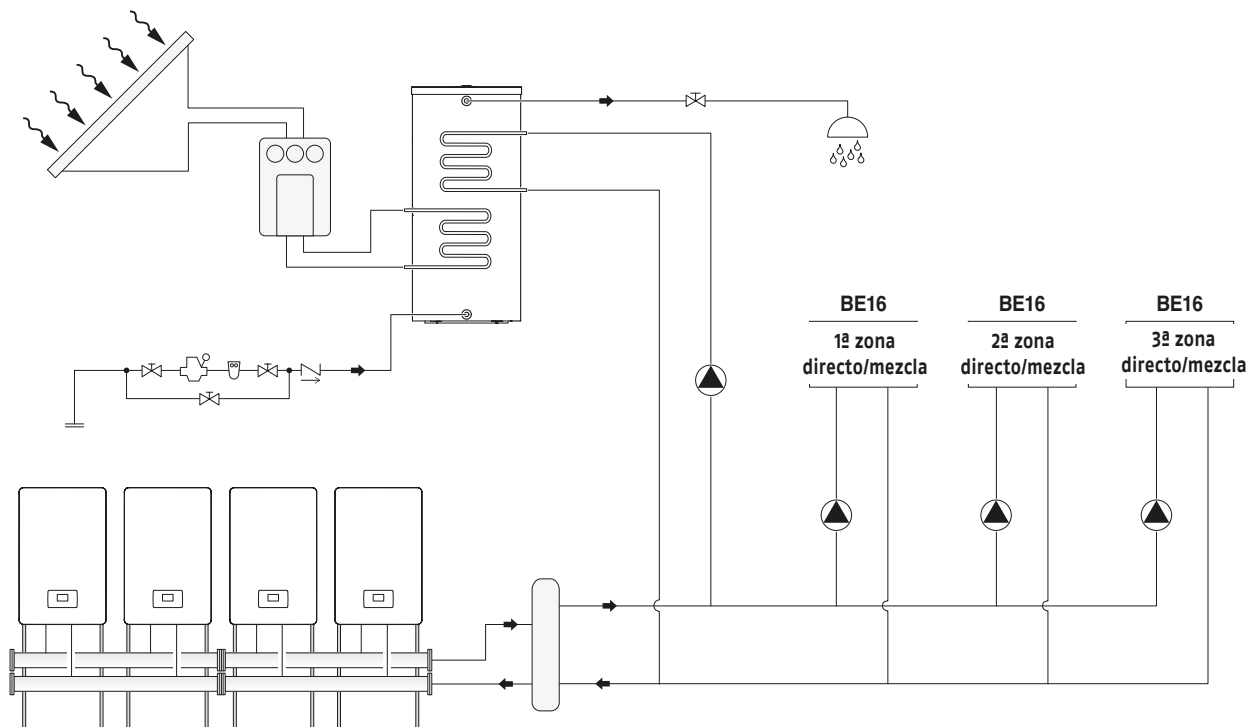 BE16
1ª zona
directo/mezcla
BE16
2ª zona
directo/mezcla
BE16
3ª zona
directo/mezcla